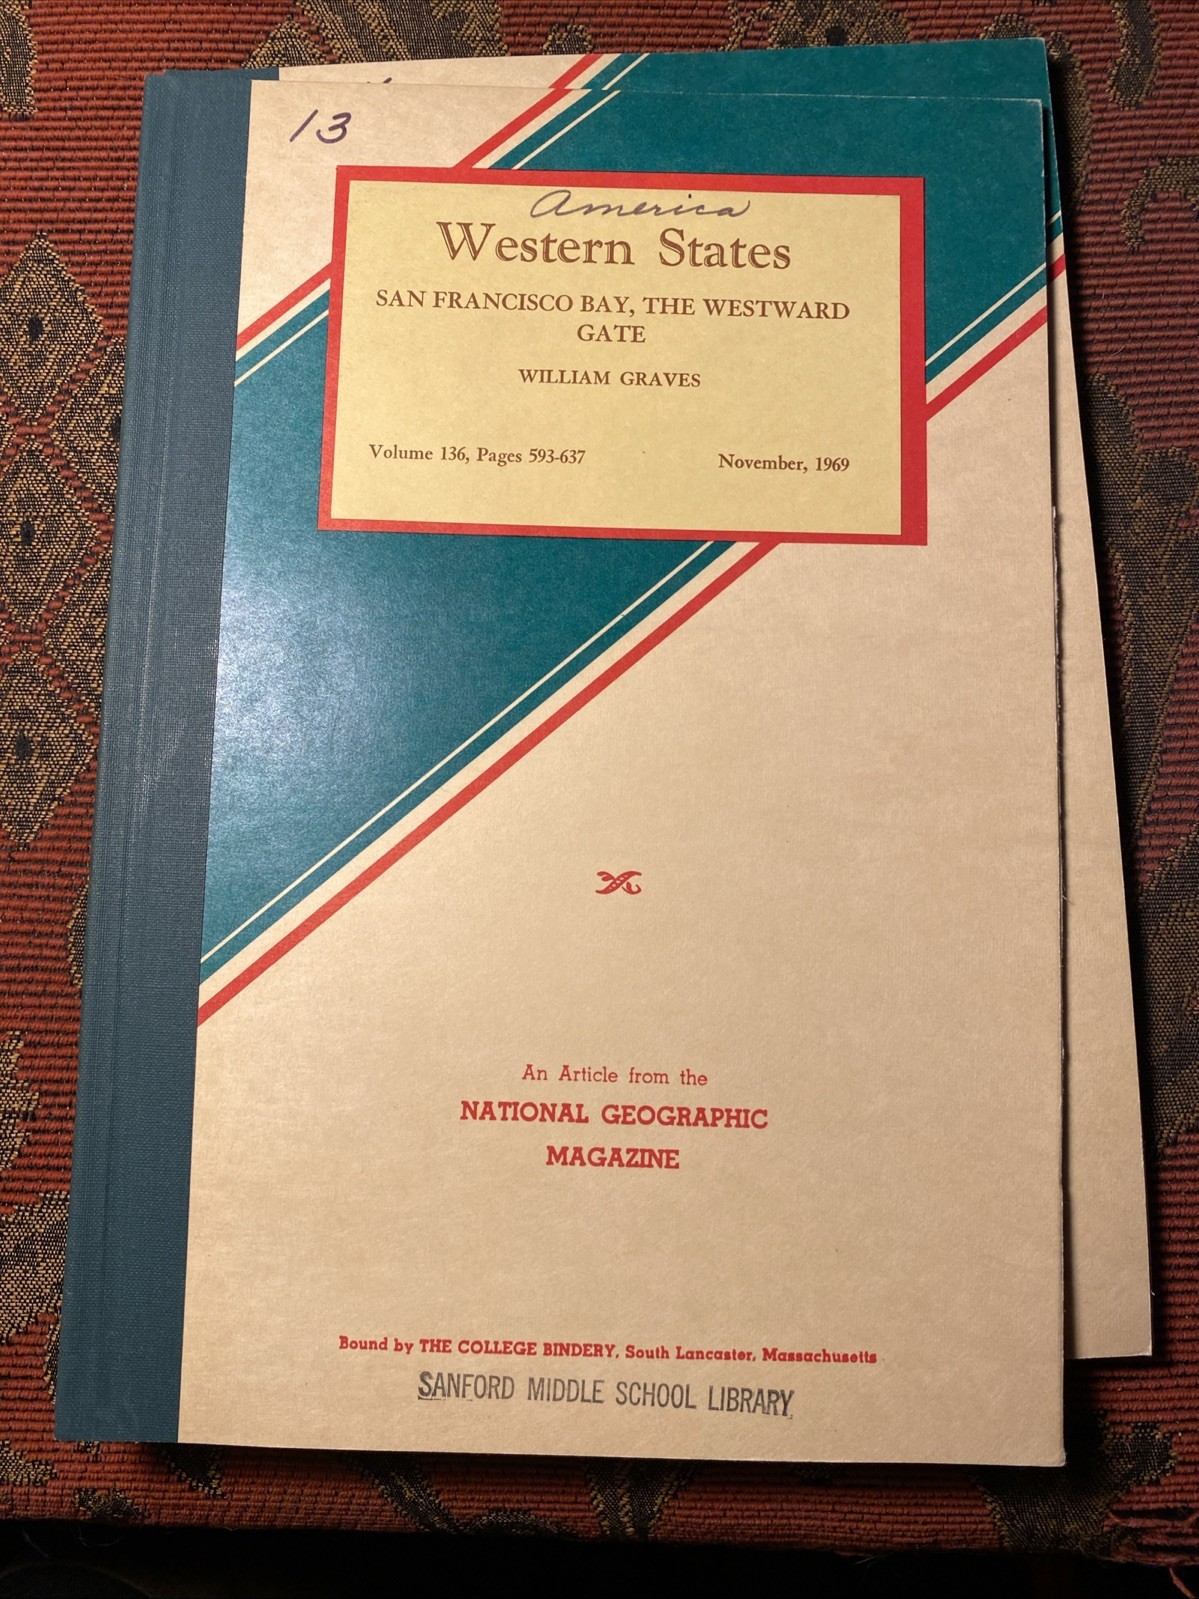 13
America
Western States
SAN FRANCISCO BAY, THE WESTWARD
GATE
WILLIAM GRAVES
Volume 136, Pages 593-637 November, 1969
An Article from the
NATIONAL GEOGRAPHIC
MAGAZINE
Bound by THE COLLEGE BINDERY, South Lancaster, Massachusetts
SANFORD MIDDLE SCHOOL LIBRARY